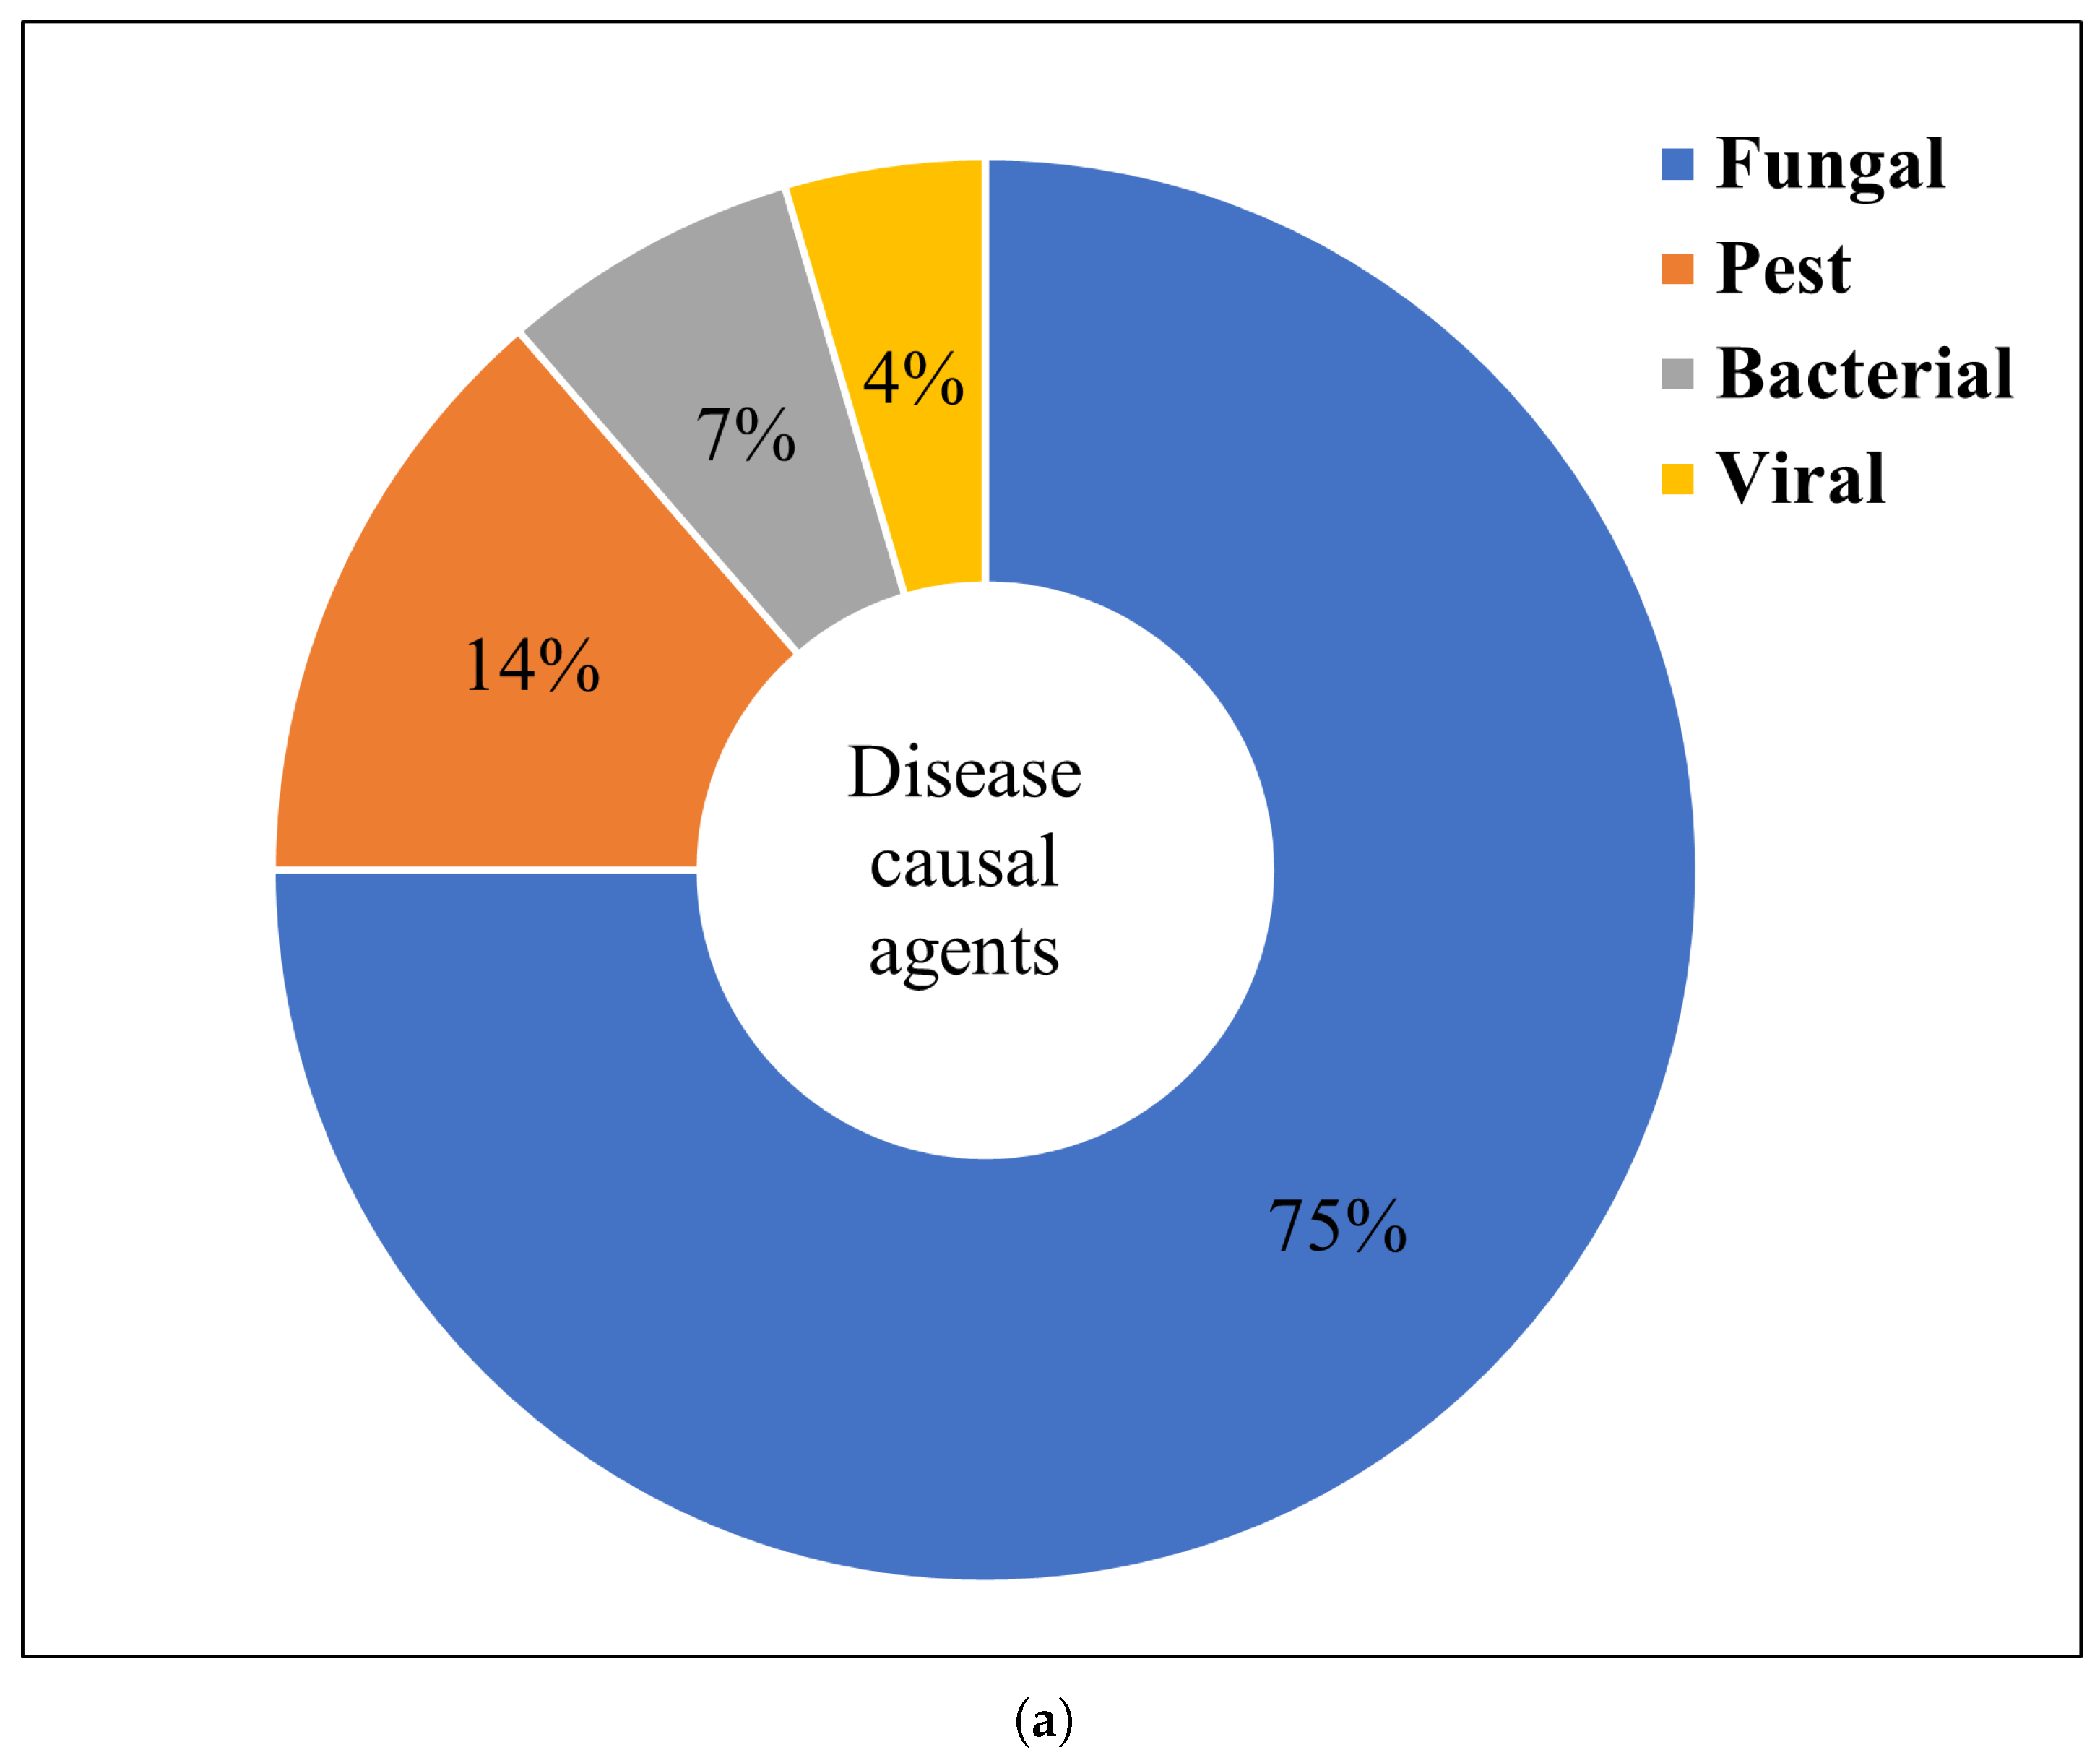 Fungal
Pest
Bacterial
Viral
4%
7%
14%
75%
Disease
causal
agents
(a)